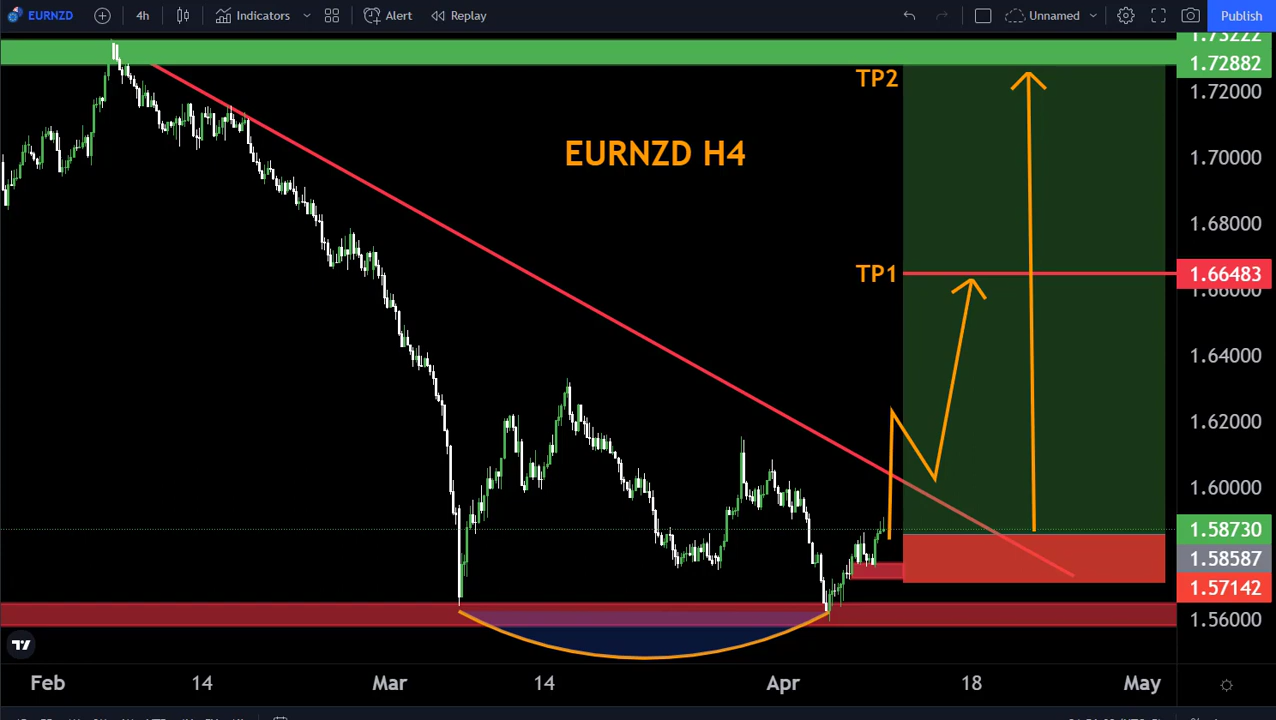 EURNZD 4h Indicators Alert Replay Unnamed Publish
1.73222
1.72882
TP2
1.72000
EURNZD H4
1.70000
1.68000
TP1
1.66483
1.66000
1.64000
1.62000
1.60000
1.58730
1.58587
1.57142
1.56000
Feb 14 Mar 14 Apr 18 May